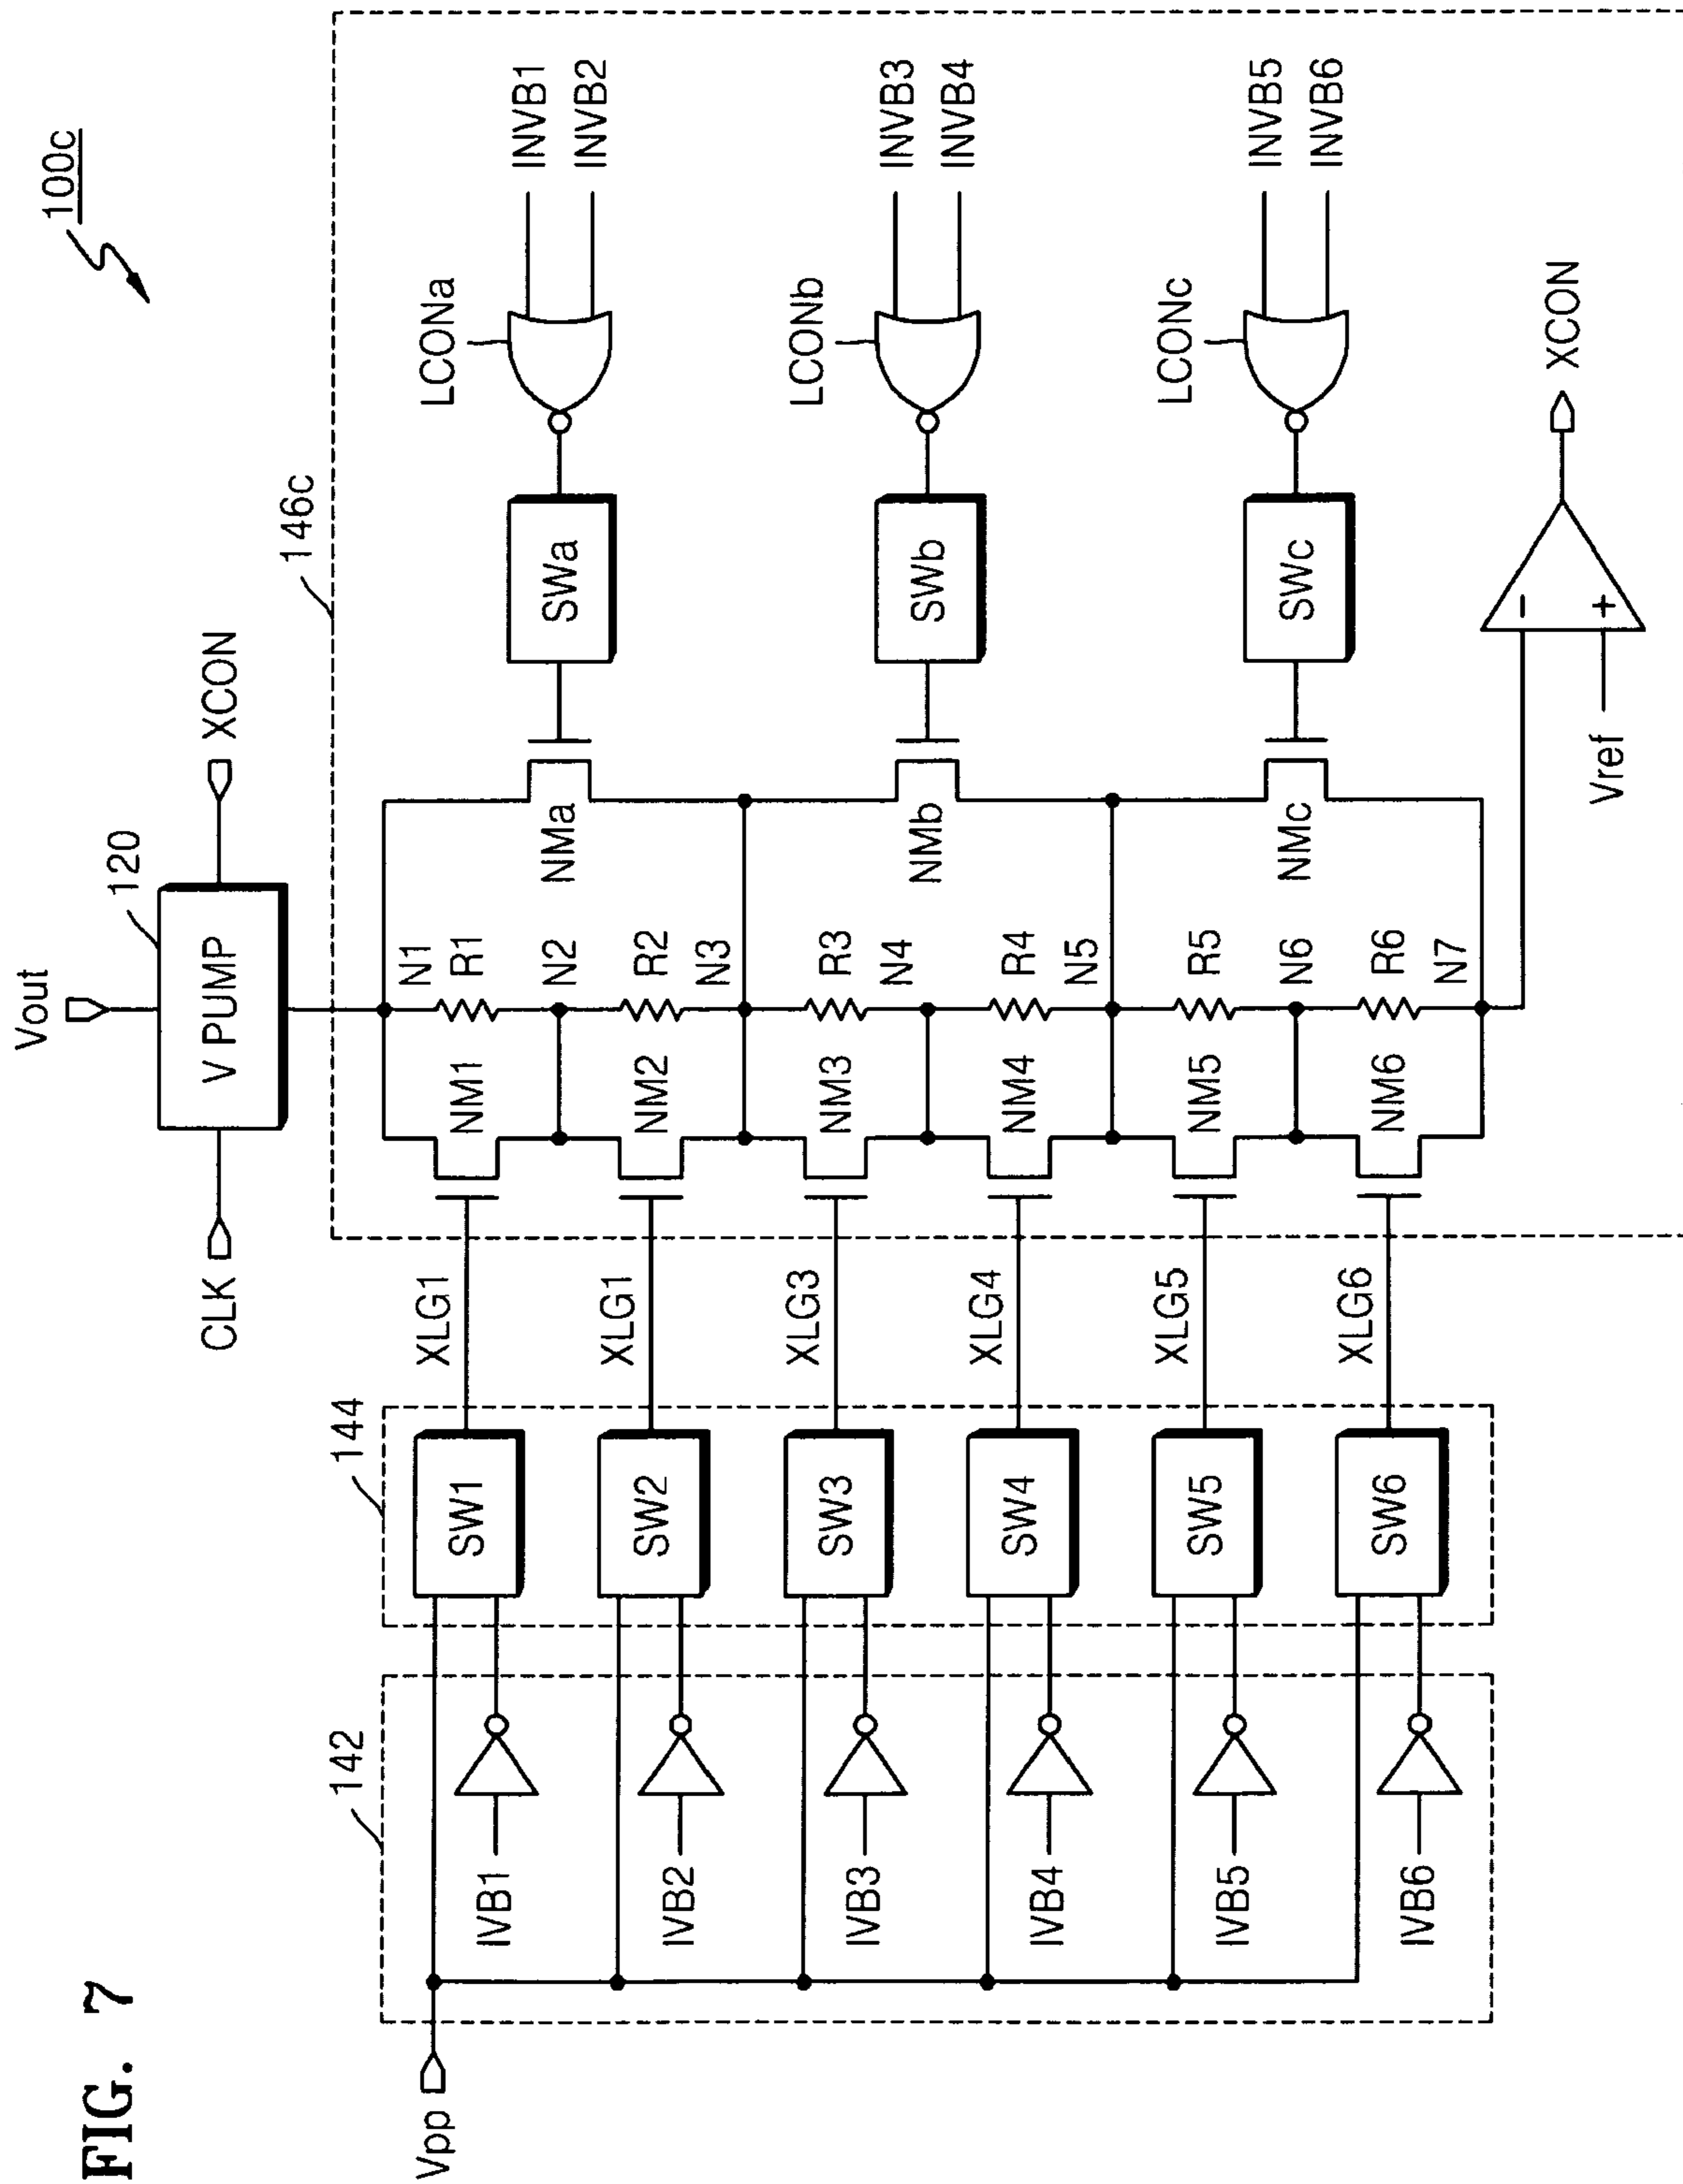 FIG. 7
100c
Vout
120
V PUMP
CLK
XCON
142
144
146c
Vpp
IVB1
SW1
XLG1
NM1
N1
R1
NMa
SWa
LCONa
INVB1
INVB2
N2
IVB2
SW2
XLG1
NM2
R2
N3
IVB3
SW3
XLG3
NM3
R3
NMb
SWb
LCONb
INVB3
INVB4
N4
IVB4
SW4
XLG4
NM4
R4
N5
IVB5
SW5
XLG5
NM5
R5
NMc
SWc
LCONc
INVB5
INVB6
N6
IVB6
SW6
XLG6
NM6
R6
N7
-
+
Vref
XCON